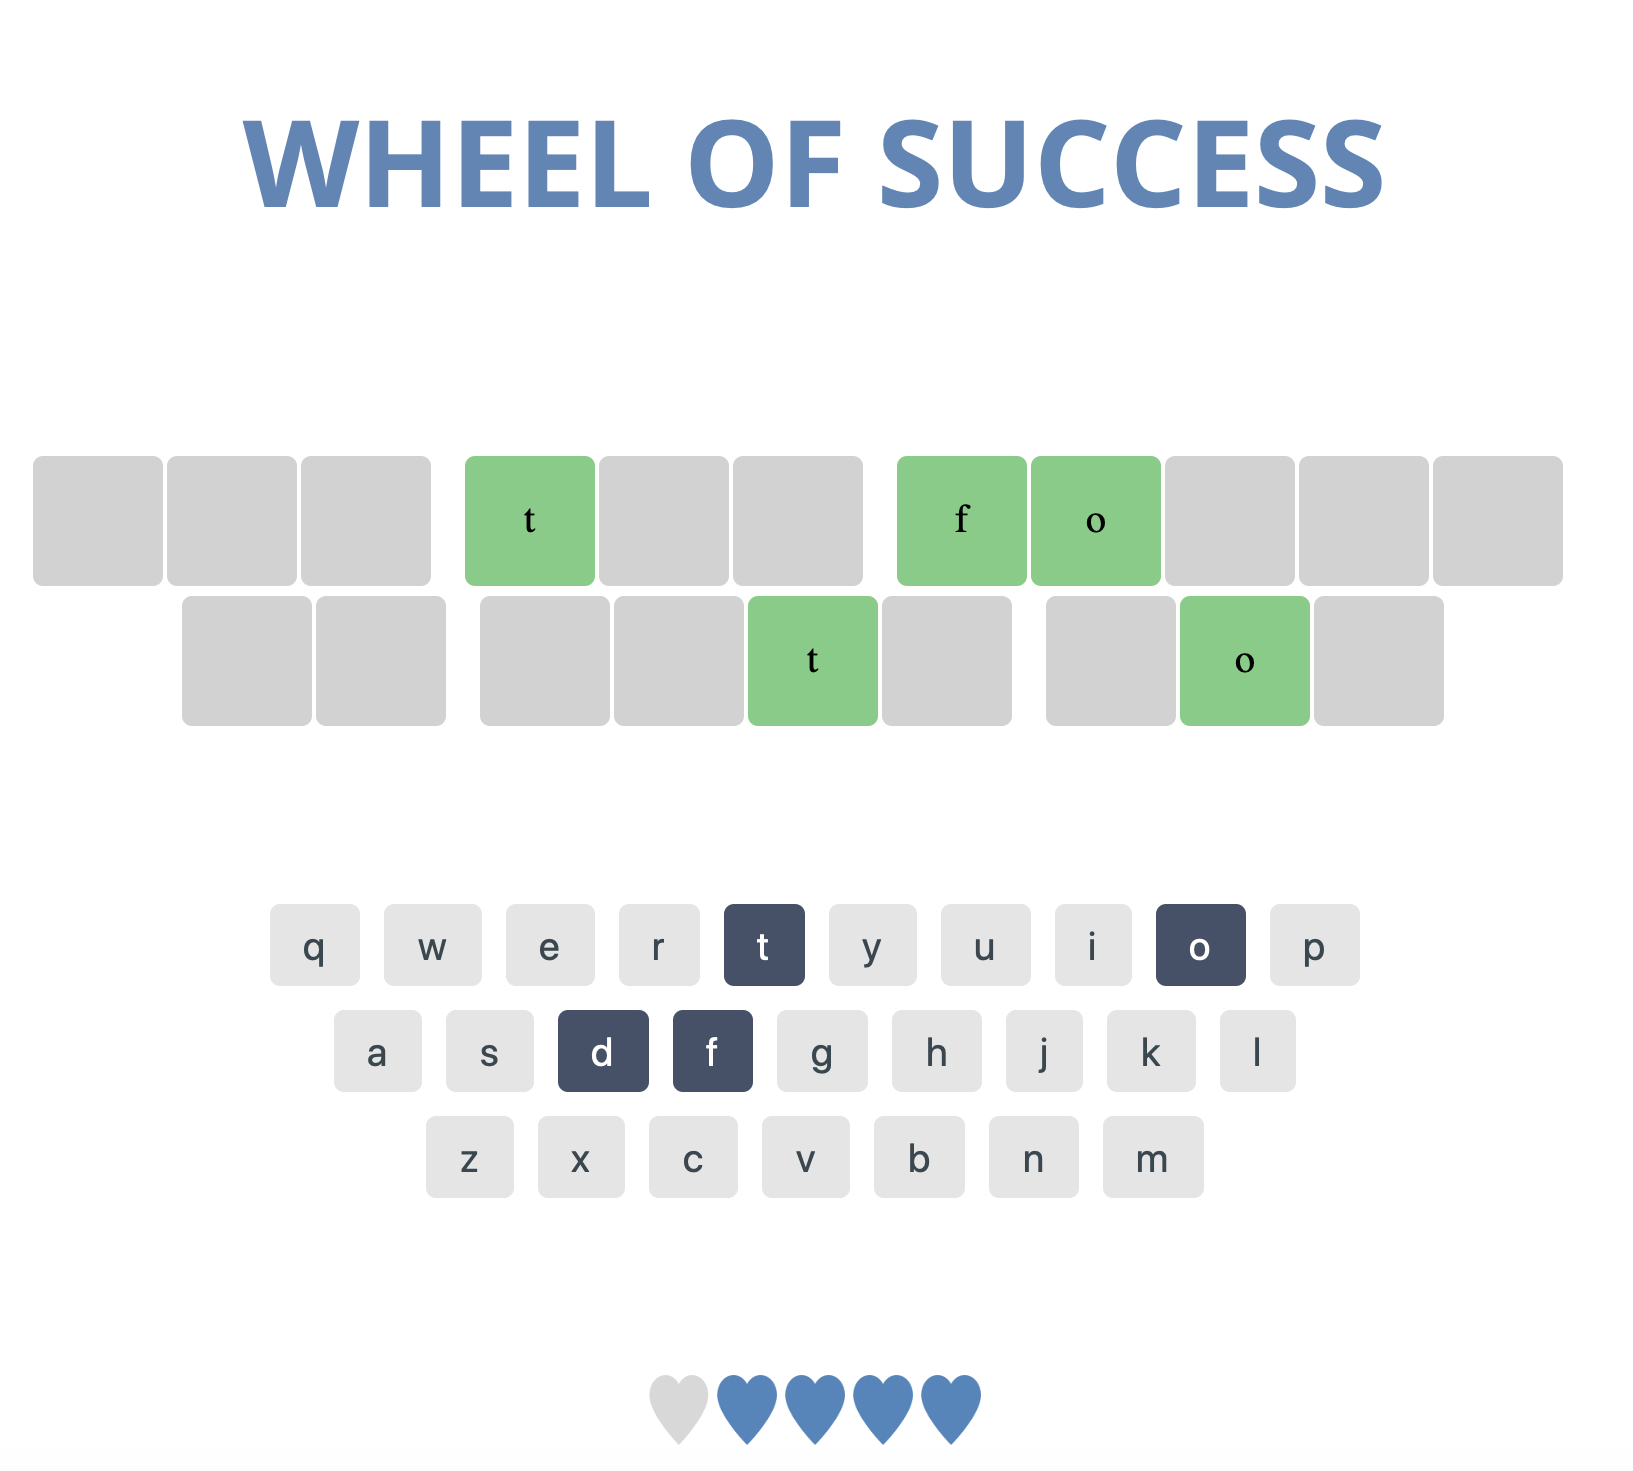 WHEEL OF SUCCESS
t f o
t o
q w e r t y u i o p
a s d f g h j k l
z x c v b n m